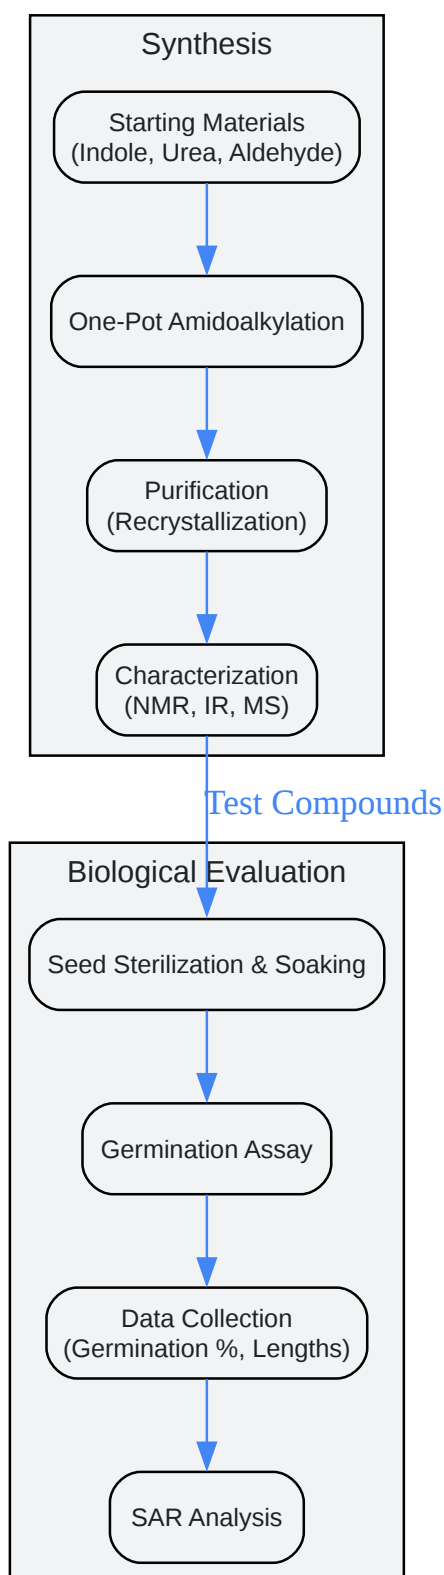 Synthesis
Starting Materials
(Indole, Urea, Aldehyde)
One-Pot Amidoalkylation
Purification
(Recrystallization)
Characterization
(NMR, IR, MS)
Test Compounds
Biological Evaluation
Seed Sterilization & Soaking
Germination Assay
Data Collection
(Germination %, Lengths)
SAR Analysis